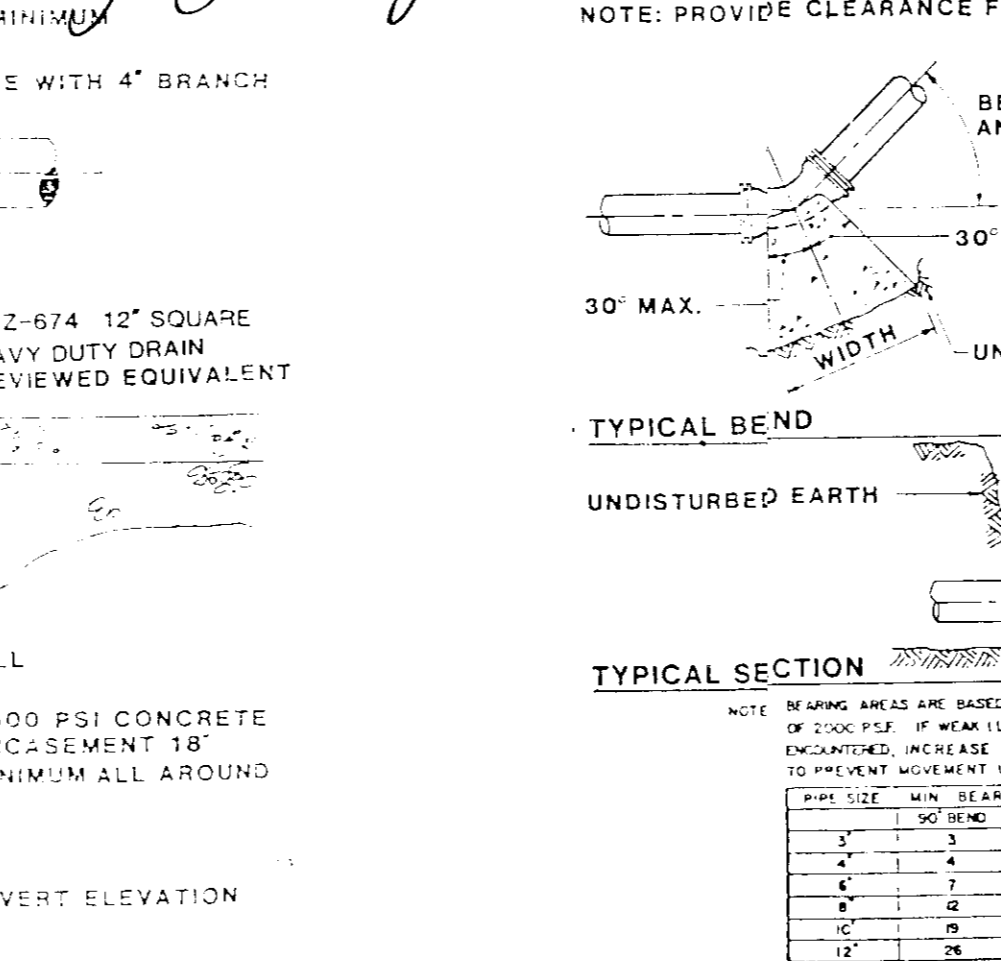 MINIMUM
E WITH 4" BRANCH
Z-674 12" SQUARE
AVY DUTY DRAIN
EVIEWED EQUIVALENT
LL
00 PSI CONCRETE
CASEMENT 18"
NIMUM ALL AROUND
VERT ELEVATION
NOTE: PROVIDE CLEARANCE F
BE
AN
30°
30° MAX.
WIDTH
UN
TYPICAL BEND
UNDISTURBED EARTH
TYPICAL SECTION
NOTE BEARING AREAS ARE BASED
OF 2000 P.S.F. IF WEAK
ENCOUNTERED, INCREASE
TO PREVENT MOVEMENT
PIPE SIZE MIN BEAR
90° BEND
3" 3
4" 4
6" 7
8" 12
10" 19
12" 26